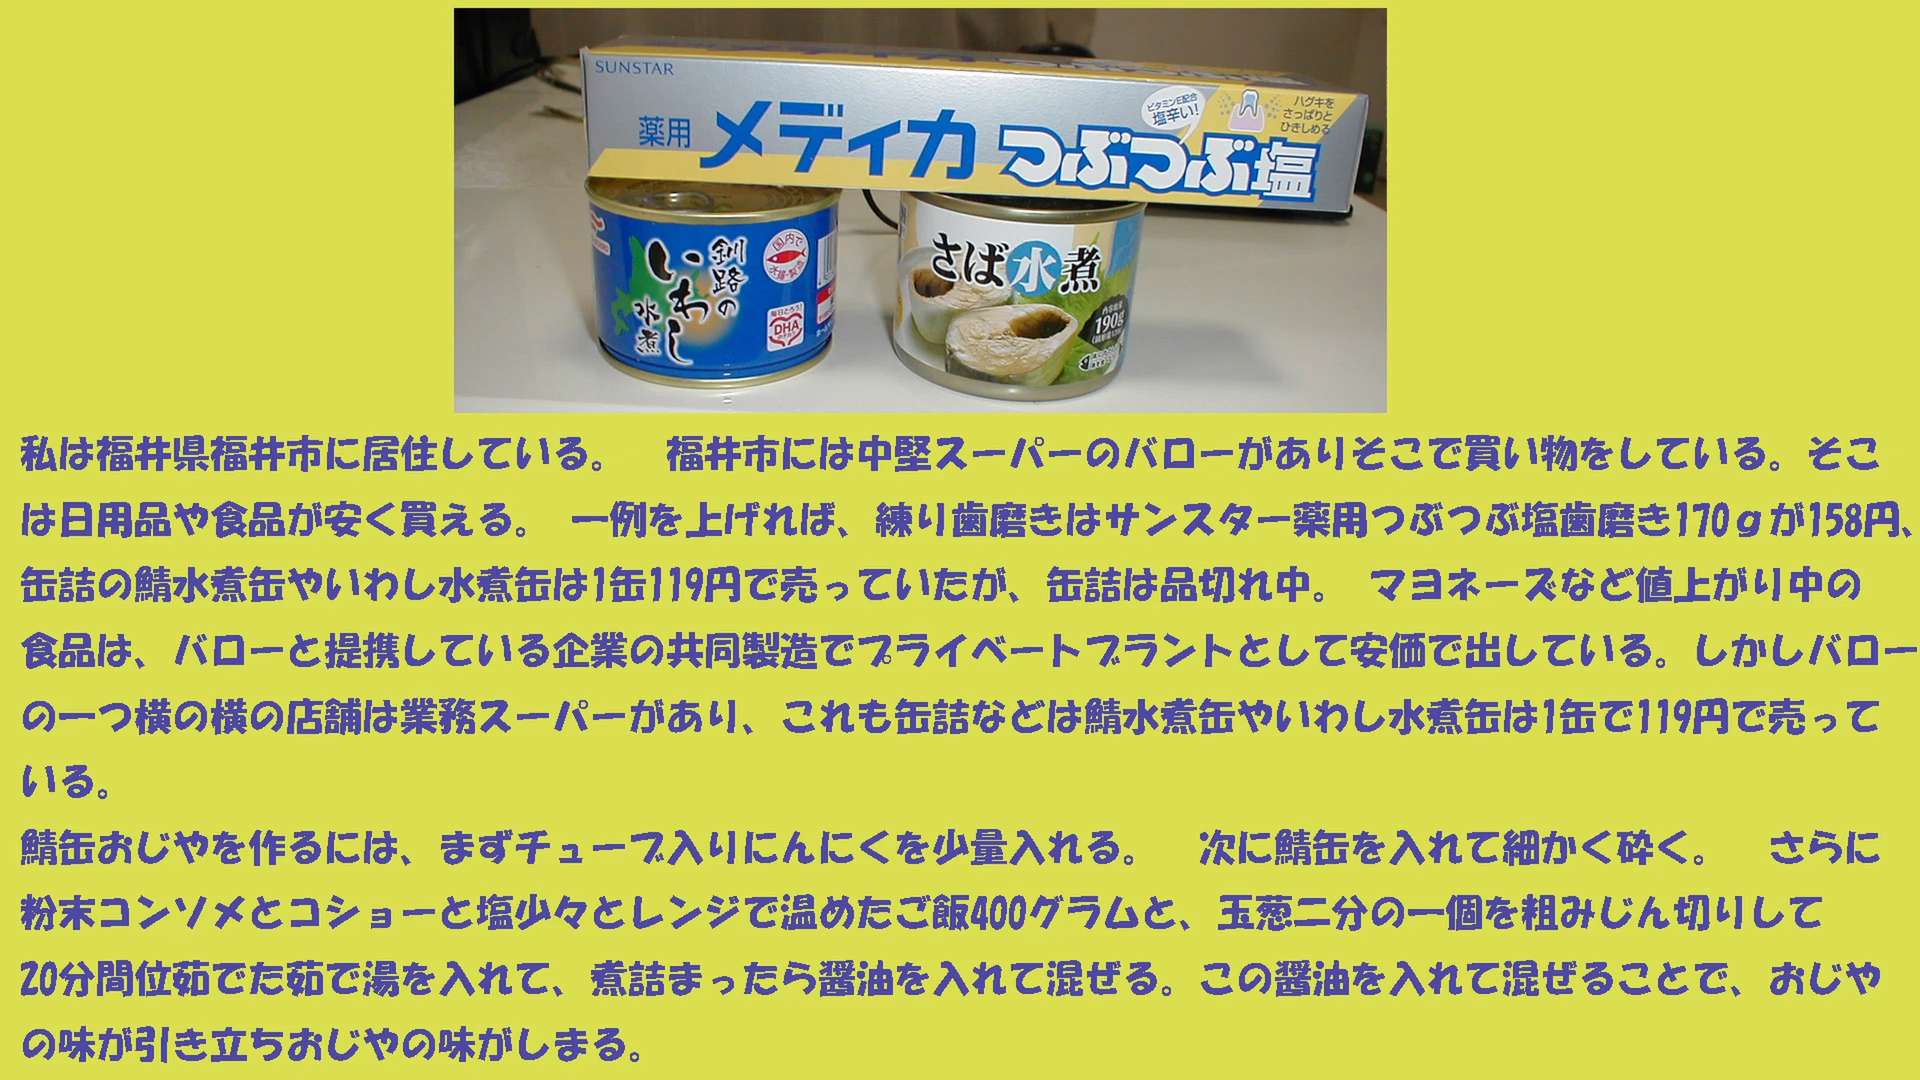 SUNSTAR
薬用 メディカ つぶつぶ塩
ビタミンE配合
塩辛い!
ハグキを
さっぱりと
ひきしめる
釧路の
いわし
水煮
国内で
水揚・製造
毎日とろう!
DHA
さば水煮
内容総量
190g
私は福井県福井市に居住している。　福井市には中堅スーパーのバローがありそこで買い物をしている。そこ
は日用品や食品が安く買える。 一例を上げれば、練り歯磨きはサンスター薬用つぶつぶ塩歯磨き170ｇが158円、
缶詰の鯖水煮缶やいわし水煮缶は1缶119円で売っていたが、缶詰は品切れ中。 マヨネーズなど値上がり中の
食品は、バローと提携している企業の共同製造でプライベートブラントとして安価で出している。しかしバロー
の一つ横の横の店舗は業務スーパーがあり、これも缶詰などは鯖水煮缶やいわし水煮缶は1缶で119円で売って
いる。
鯖缶おじやを作るには、まずチューブ入りにんにくを少量入れる。　次に鯖缶を入れて細かく砕く。　さらに
粉末コンソメとコショーと塩少々とレンジで温めたご飯400グラムと、玉葱二分の一個を粗みじん切りして
20分間位茹でた茹で湯を入れて、煮詰まったら醤油を入れて混ぜる。この醤油を入れて混ぜることで、おじや
の味が引き立ちおじやの味がしまる。